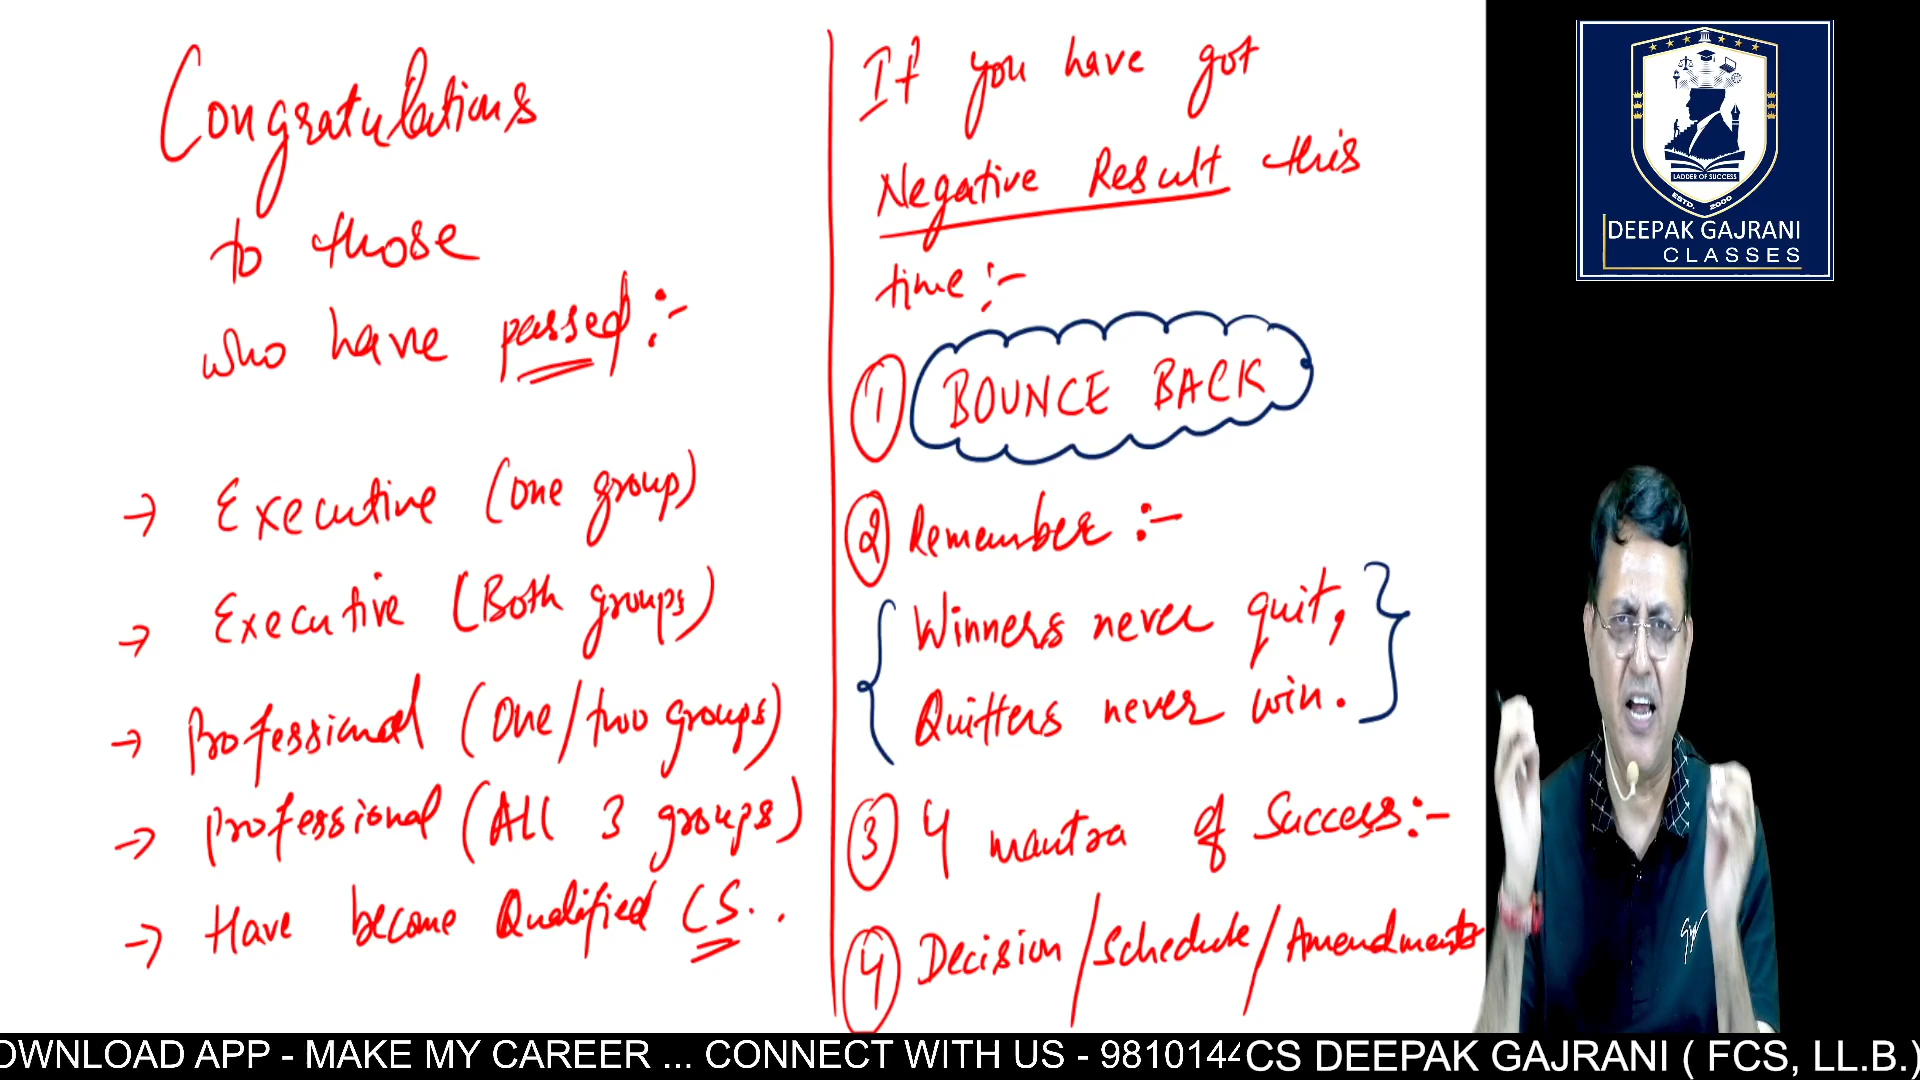 Congratulations
to those
who have passed :-
→ Executive (one group)
→ Executive (Both groups)
→ Professional (One/two groups)
→ Professional (All 3 groups)
→ Have become Qualified CS..
If you have got
Negative Result this
time :-
① BOUNCE BACK
② Remember :-
{ Winners never quit, }
Quitters never win.
③ 4 mantra of Success :-
④ Decision / Schedule / Amendments
LADDER OF SUCCESS
ESTD. 2000
DEEPAK GAJRANI
CLASSES
OWNLOAD APP - MAKE MY CAREER ... CONNECT WITH US - 9810144
CS DEEPAK GAJRANI ( FCS, LL.B.)